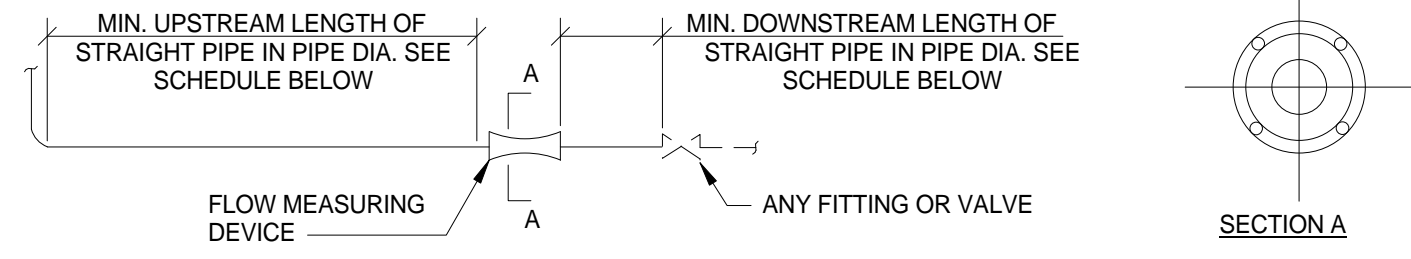 MIN. UPSTREAM LENGTH OF
STRAIGHT PIPE IN PIPE DIA. SEE
SCHEDULE BELOW
MIN. DOWNSTREAM LENGTH OF
STRAIGHT PIPE IN PIPE DIA. SEE
SCHEDULE BELOW
A
A
FLOW MEASURING
DEVICE
ANY FITTING OR VALVE
SECTION A